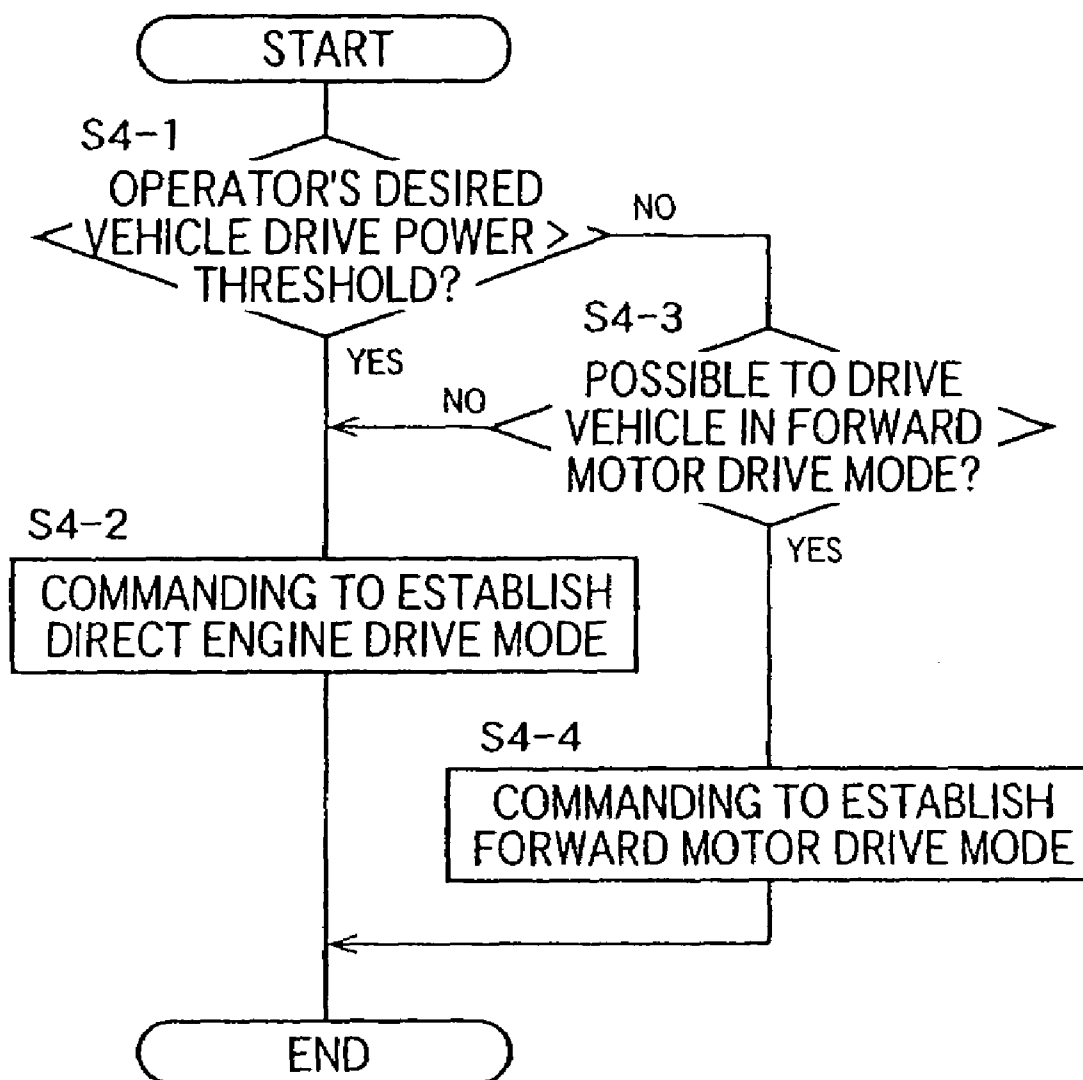 START
S4-1
OPERATOR'S DESIRED
VEHICLE DRIVE POWER >
THRESHOLD?
NO
YES
S4-3
POSSIBLE TO DRIVE
VEHICLE IN FORWARD
MOTOR DRIVE MODE?
NO
YES
S4-2
COMMANDING TO ESTABLISH
DIRECT ENGINE DRIVE MODE
S4-4
COMMANDING TO ESTABLISH
FORWARD MOTOR DRIVE MODE
END